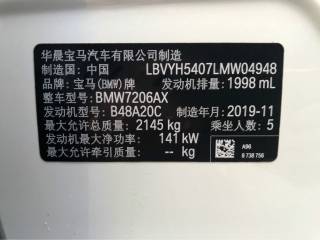 华晨宝马汽车有限公司制造
制造国：中国 LBVYH5407LMW04948
品牌：宝马(BMW)牌 发动机排量：1998 mL
整车型号：BMW7206AX
发动机型号：B48A20C 制造年月：2019-11
最大允许总质量：2145 kg 乘坐人数：5
发动机最大净功率：141 kW A96
最大允许牵引质量：-- kg 9 738 756